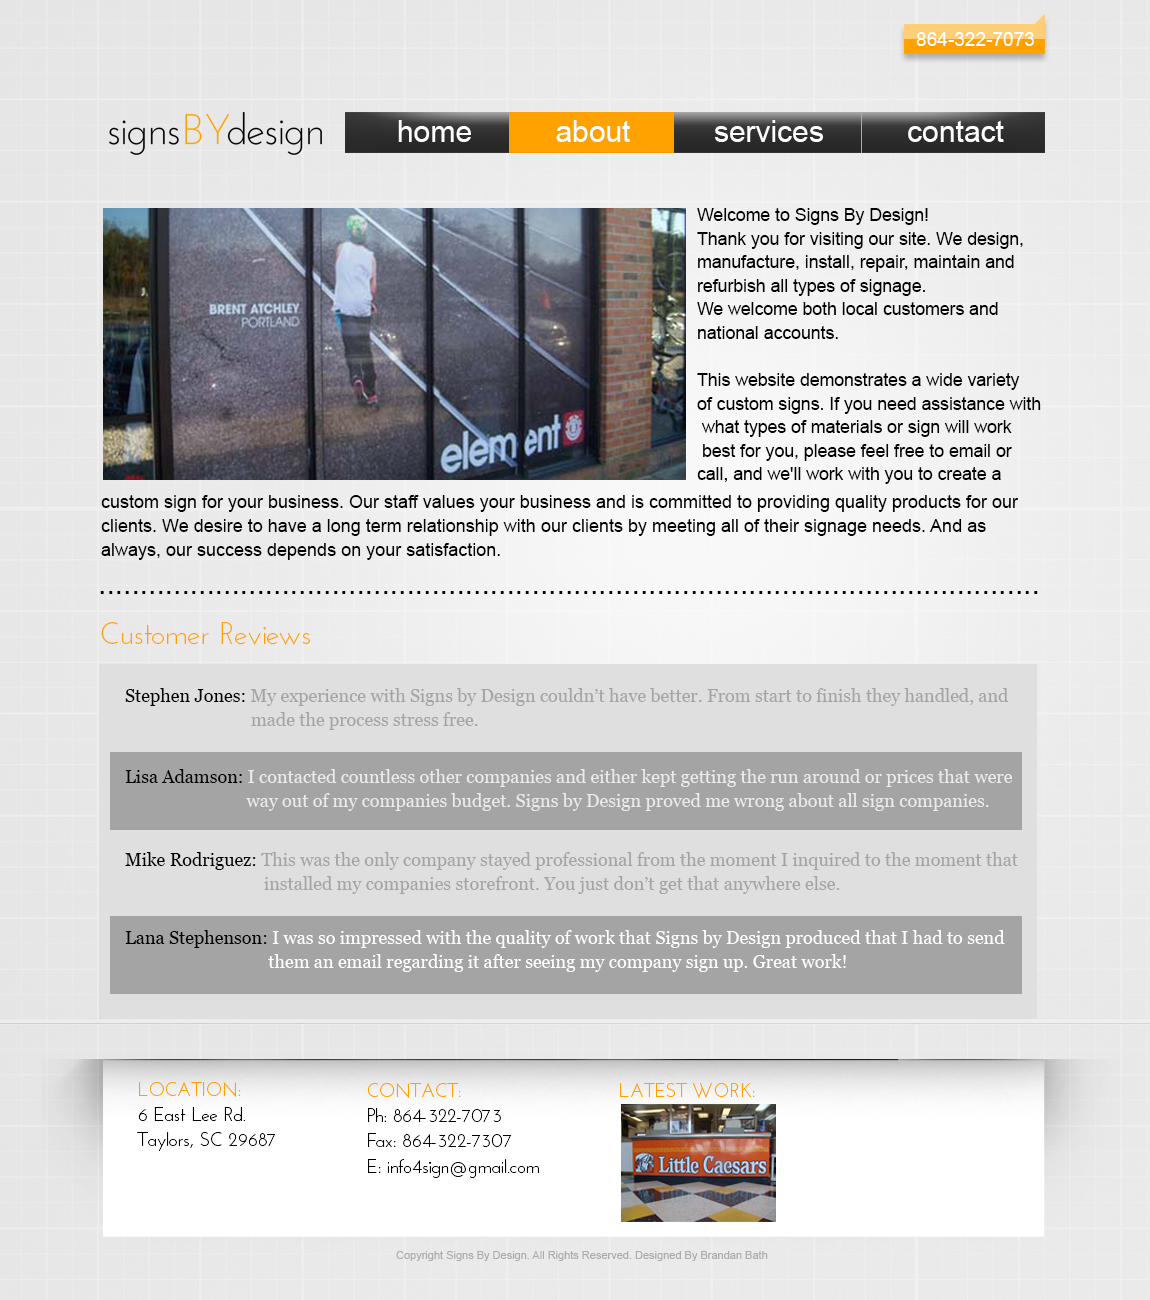 864-322-7073
signsBYdesign
home about services contact
Welcome to Signs By Design!
Thank you for visiting our site. We design,
manufacture, install, repair, maintain and
refurbish all types of signage.
We welcome both local customers and
national accounts.
This website demonstrates a wide variety
of custom signs. If you need assistance with
what types of materials or sign will work
best for you, please feel free to email or
call, and we'll work with you to create a
BRENT ATCHLEY
PORTLAND
element
custom sign for your business. Our staff values your business and is committed to providing quality products for our
clients. We desire to have a long term relationship with our clients by meeting all of their signage needs. And as
always, our success depends on your satisfaction.
Customer Reviews
Stephen Jones: My experience with Signs by Design couldn't have better. From start to finish they handled, and
made the process stress free.
Lisa Adamson: I contacted countless other companies and either kept getting the run around or prices that were
way out of my companies budget. Signs by Design proved me wrong about all sign companies.
Mike Rodriguez: This was the only company stayed professional from the moment I inquired to the moment that
installed my companies storefront. You just don't get that anywhere else.
Lana Stephenson: I was so impressed with the quality of work that Signs by Design produced that I had to send
them an email regarding it after seeing my company sign up. Great work!
LOCATION:
6 East Lee Rd.
Taylors, SC 29687
CONTACT:
Ph: 864-322-7073
Fax: 864-322-7307
E: info4sign@gmail.com
LATEST WORK:
Little Caesars
Copyright Signs By Design. All Rights Reserved. Designed By Brandan Bath